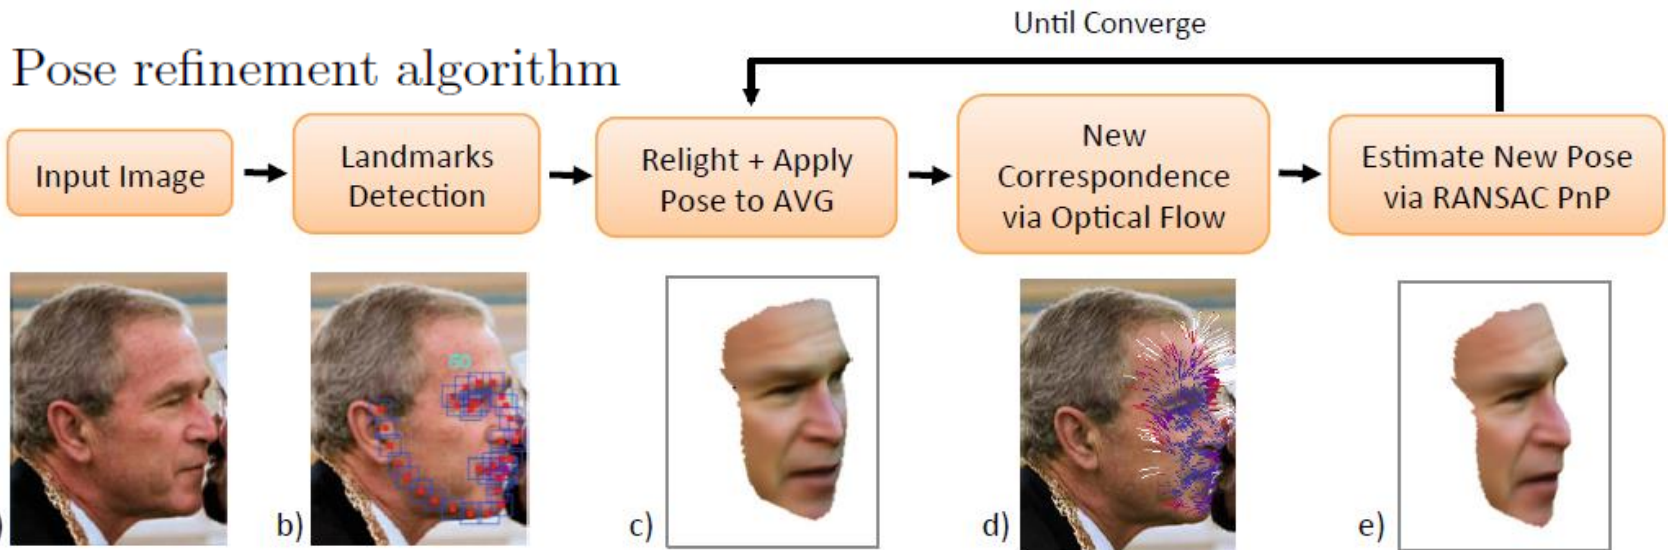 Until Converge
Pose refinement algorithm
Input Image
Landmarks
Detection
Relight + Apply
Pose to AVG
New
Correspondence
via Optical Flow
Estimate New Pose
via RANSAC PnP
b)
c)
d)
e)